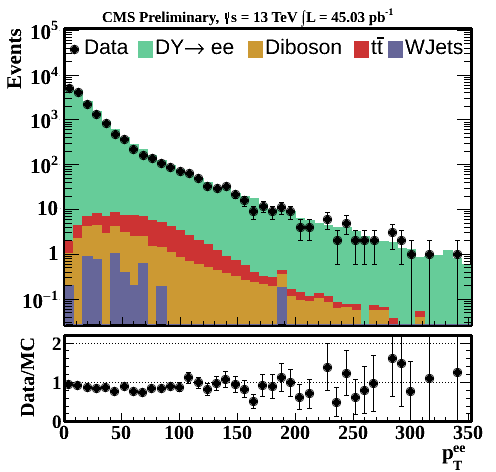 CMS Preliminary, √s = 13 TeV ∫L = 45.03 pb⁻¹
Events
10⁵
10⁴
10³
10²
10
1
10⁻¹
Data DY→ ee Diboson tt̄ WJets
Data/MC
2
1
0
0 50 100 150 200 250 300 350
p_T^ee